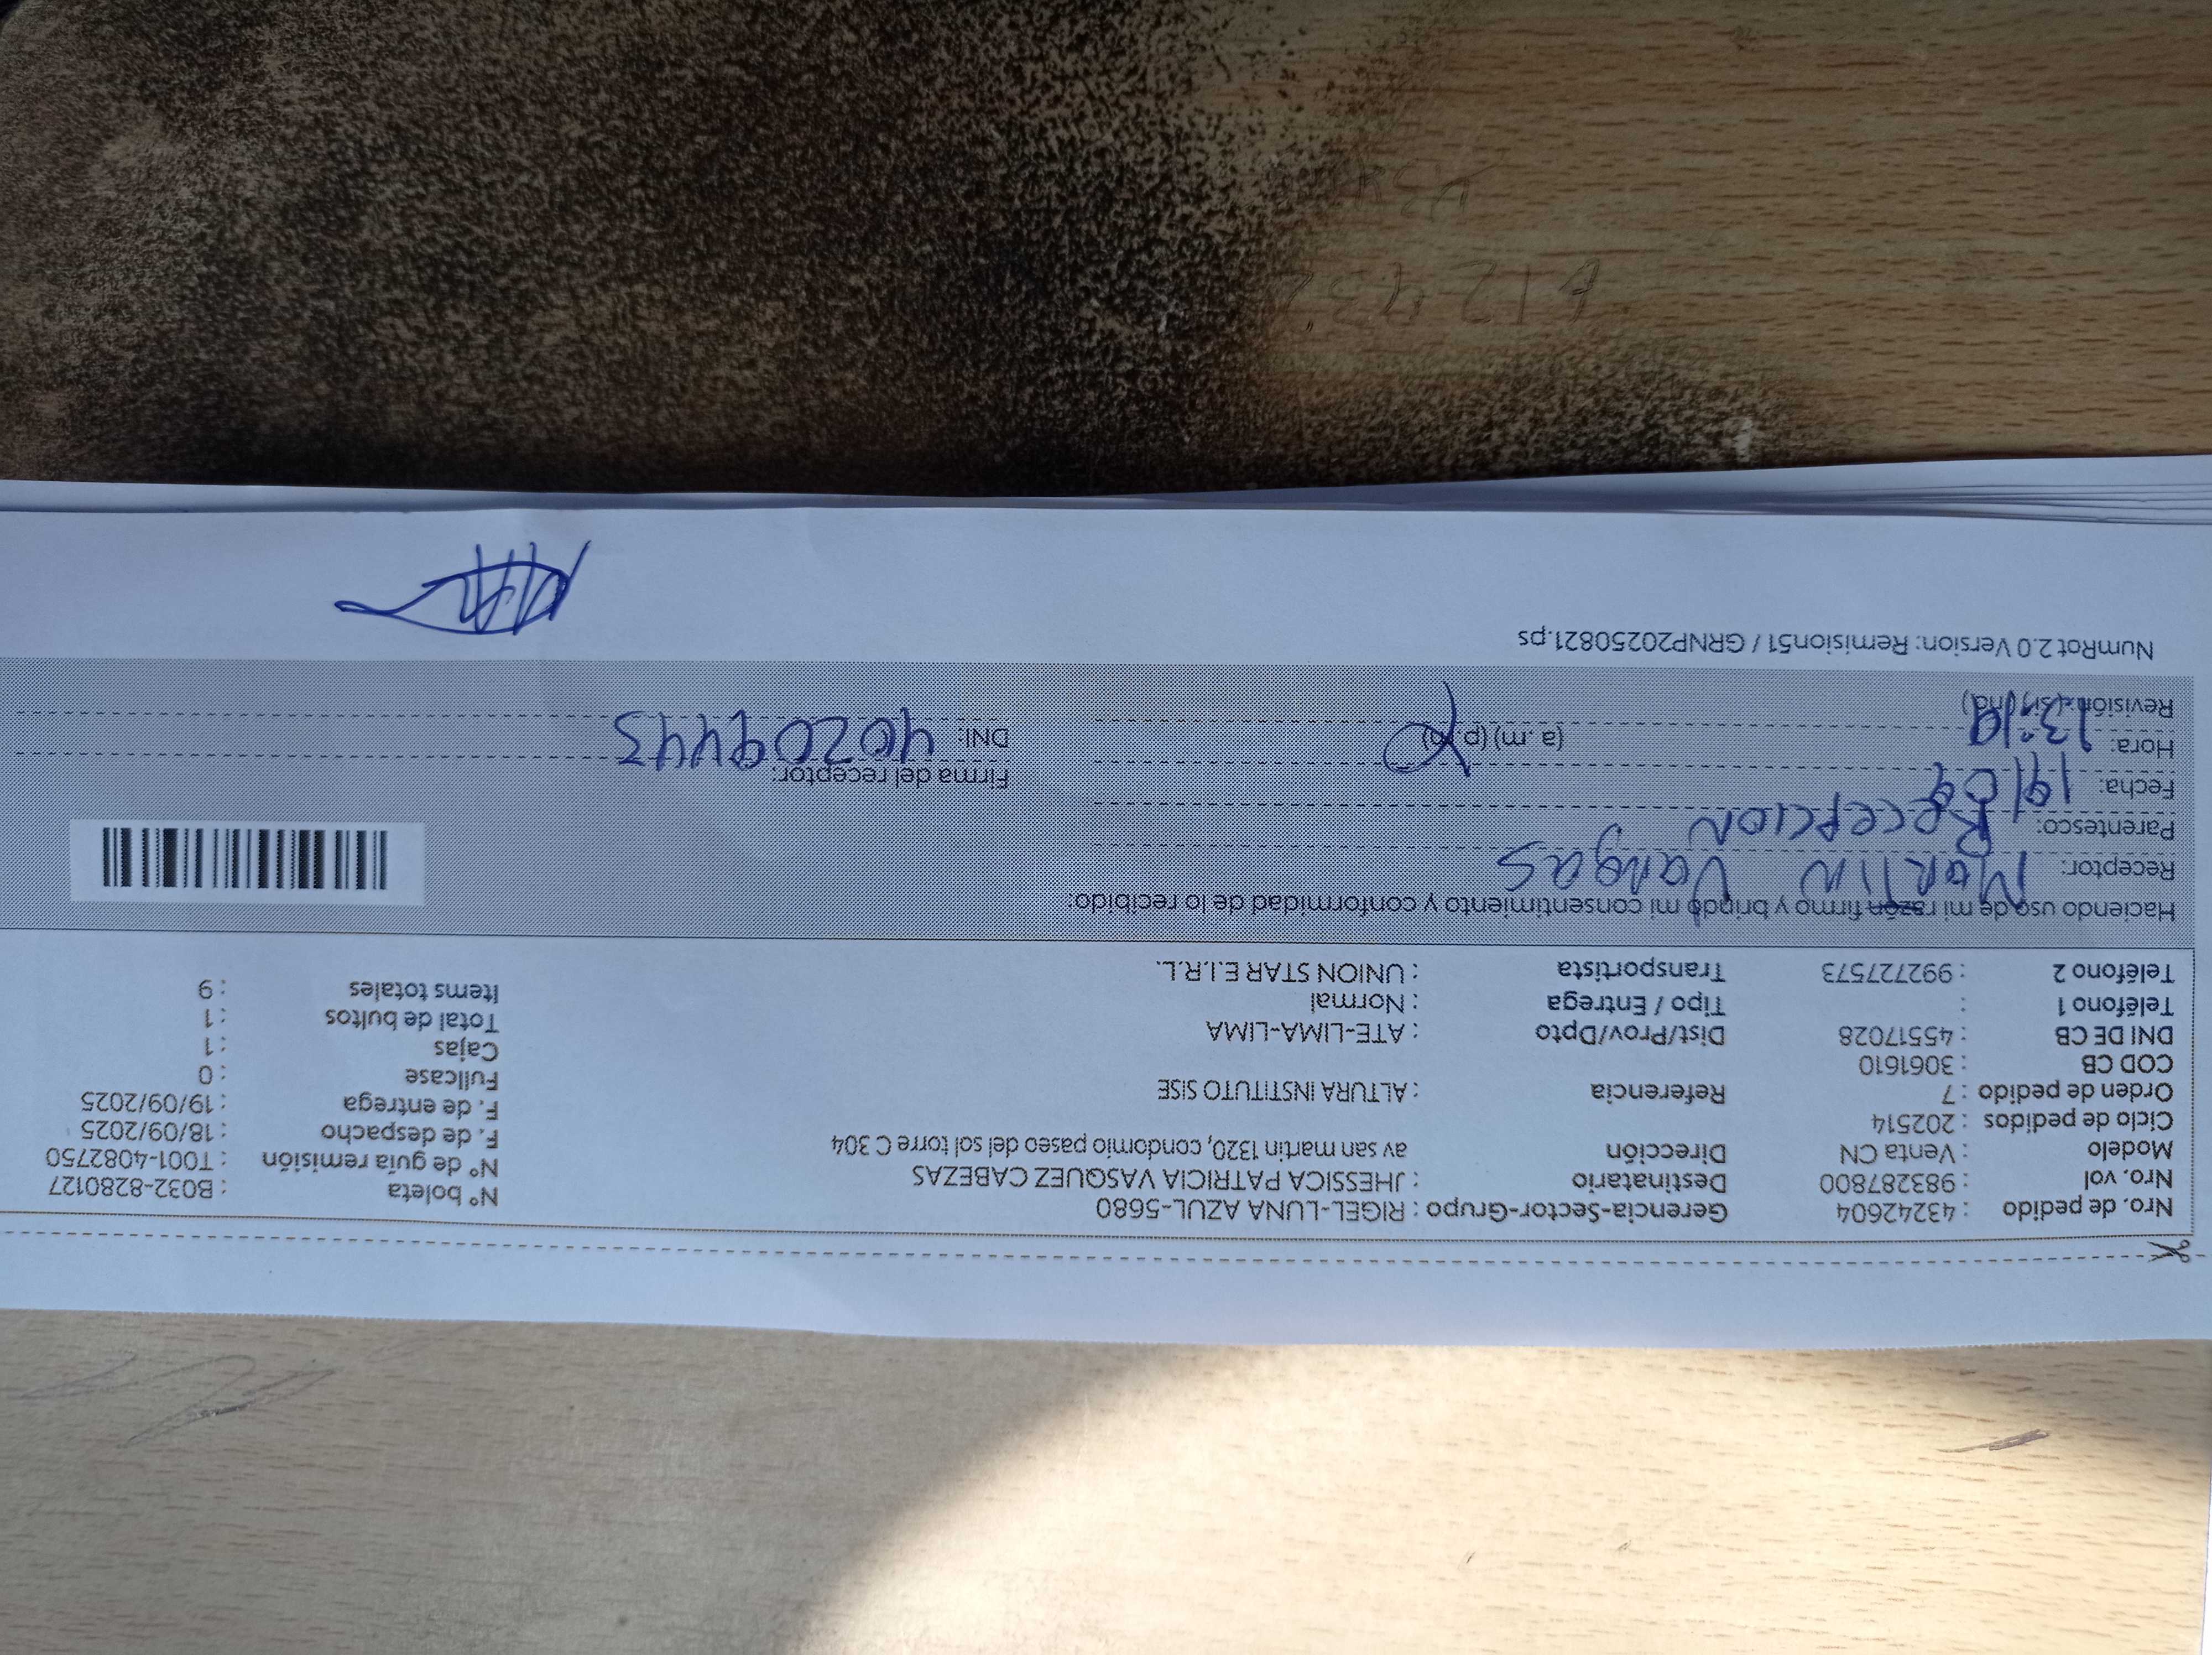 Nro. de pedido : 43242604 Gerencia-Sector-Grupo : RIGEL-LUNA AZUL-5680 N° boleta : B032-8280127
Nro. vol : 983287800 Destinatario : JHESSICA PATRICIA VASQUEZ CABEZAS N° de guía remisión : T001-4082750
Modelo : Venta CN Dirección av san martin 1320, condomio paseo del sol torre C 304 F. de despacho : 18/09/2025
Ciclo de pedidos : 202514 F. de entrega : 19/09/2025
Orden de pedido : 7 Referencia : ALTURA INSTITUTO SISE Fullcase : 0
COD CB : 3061610 Cajas : 1
DNI DE CB : 45517028 Dist/Prov/Dpto : ATE-LIMA-LIMA Total de bultos : 1
Teléfono 1 : Tipo / Entrega : Normal Items totales : 9
Teléfono 2 : 992727573 Transportista : UNION STAR E.I.R.L.
Haciendo uso de mi razón firmo y brindo mi consentimiento y conformidad de lo recibido:
Receptor: Martin Vargas
Parentesco: Recepcion
Fecha: 19/09 Firma del receptor:
Hora: 13:19 (a. m) (p. m) DNI: 40209443
Revisión: (si) (no)
NumRot 2.0 Version: Remision51 / GRNP20250821.ps